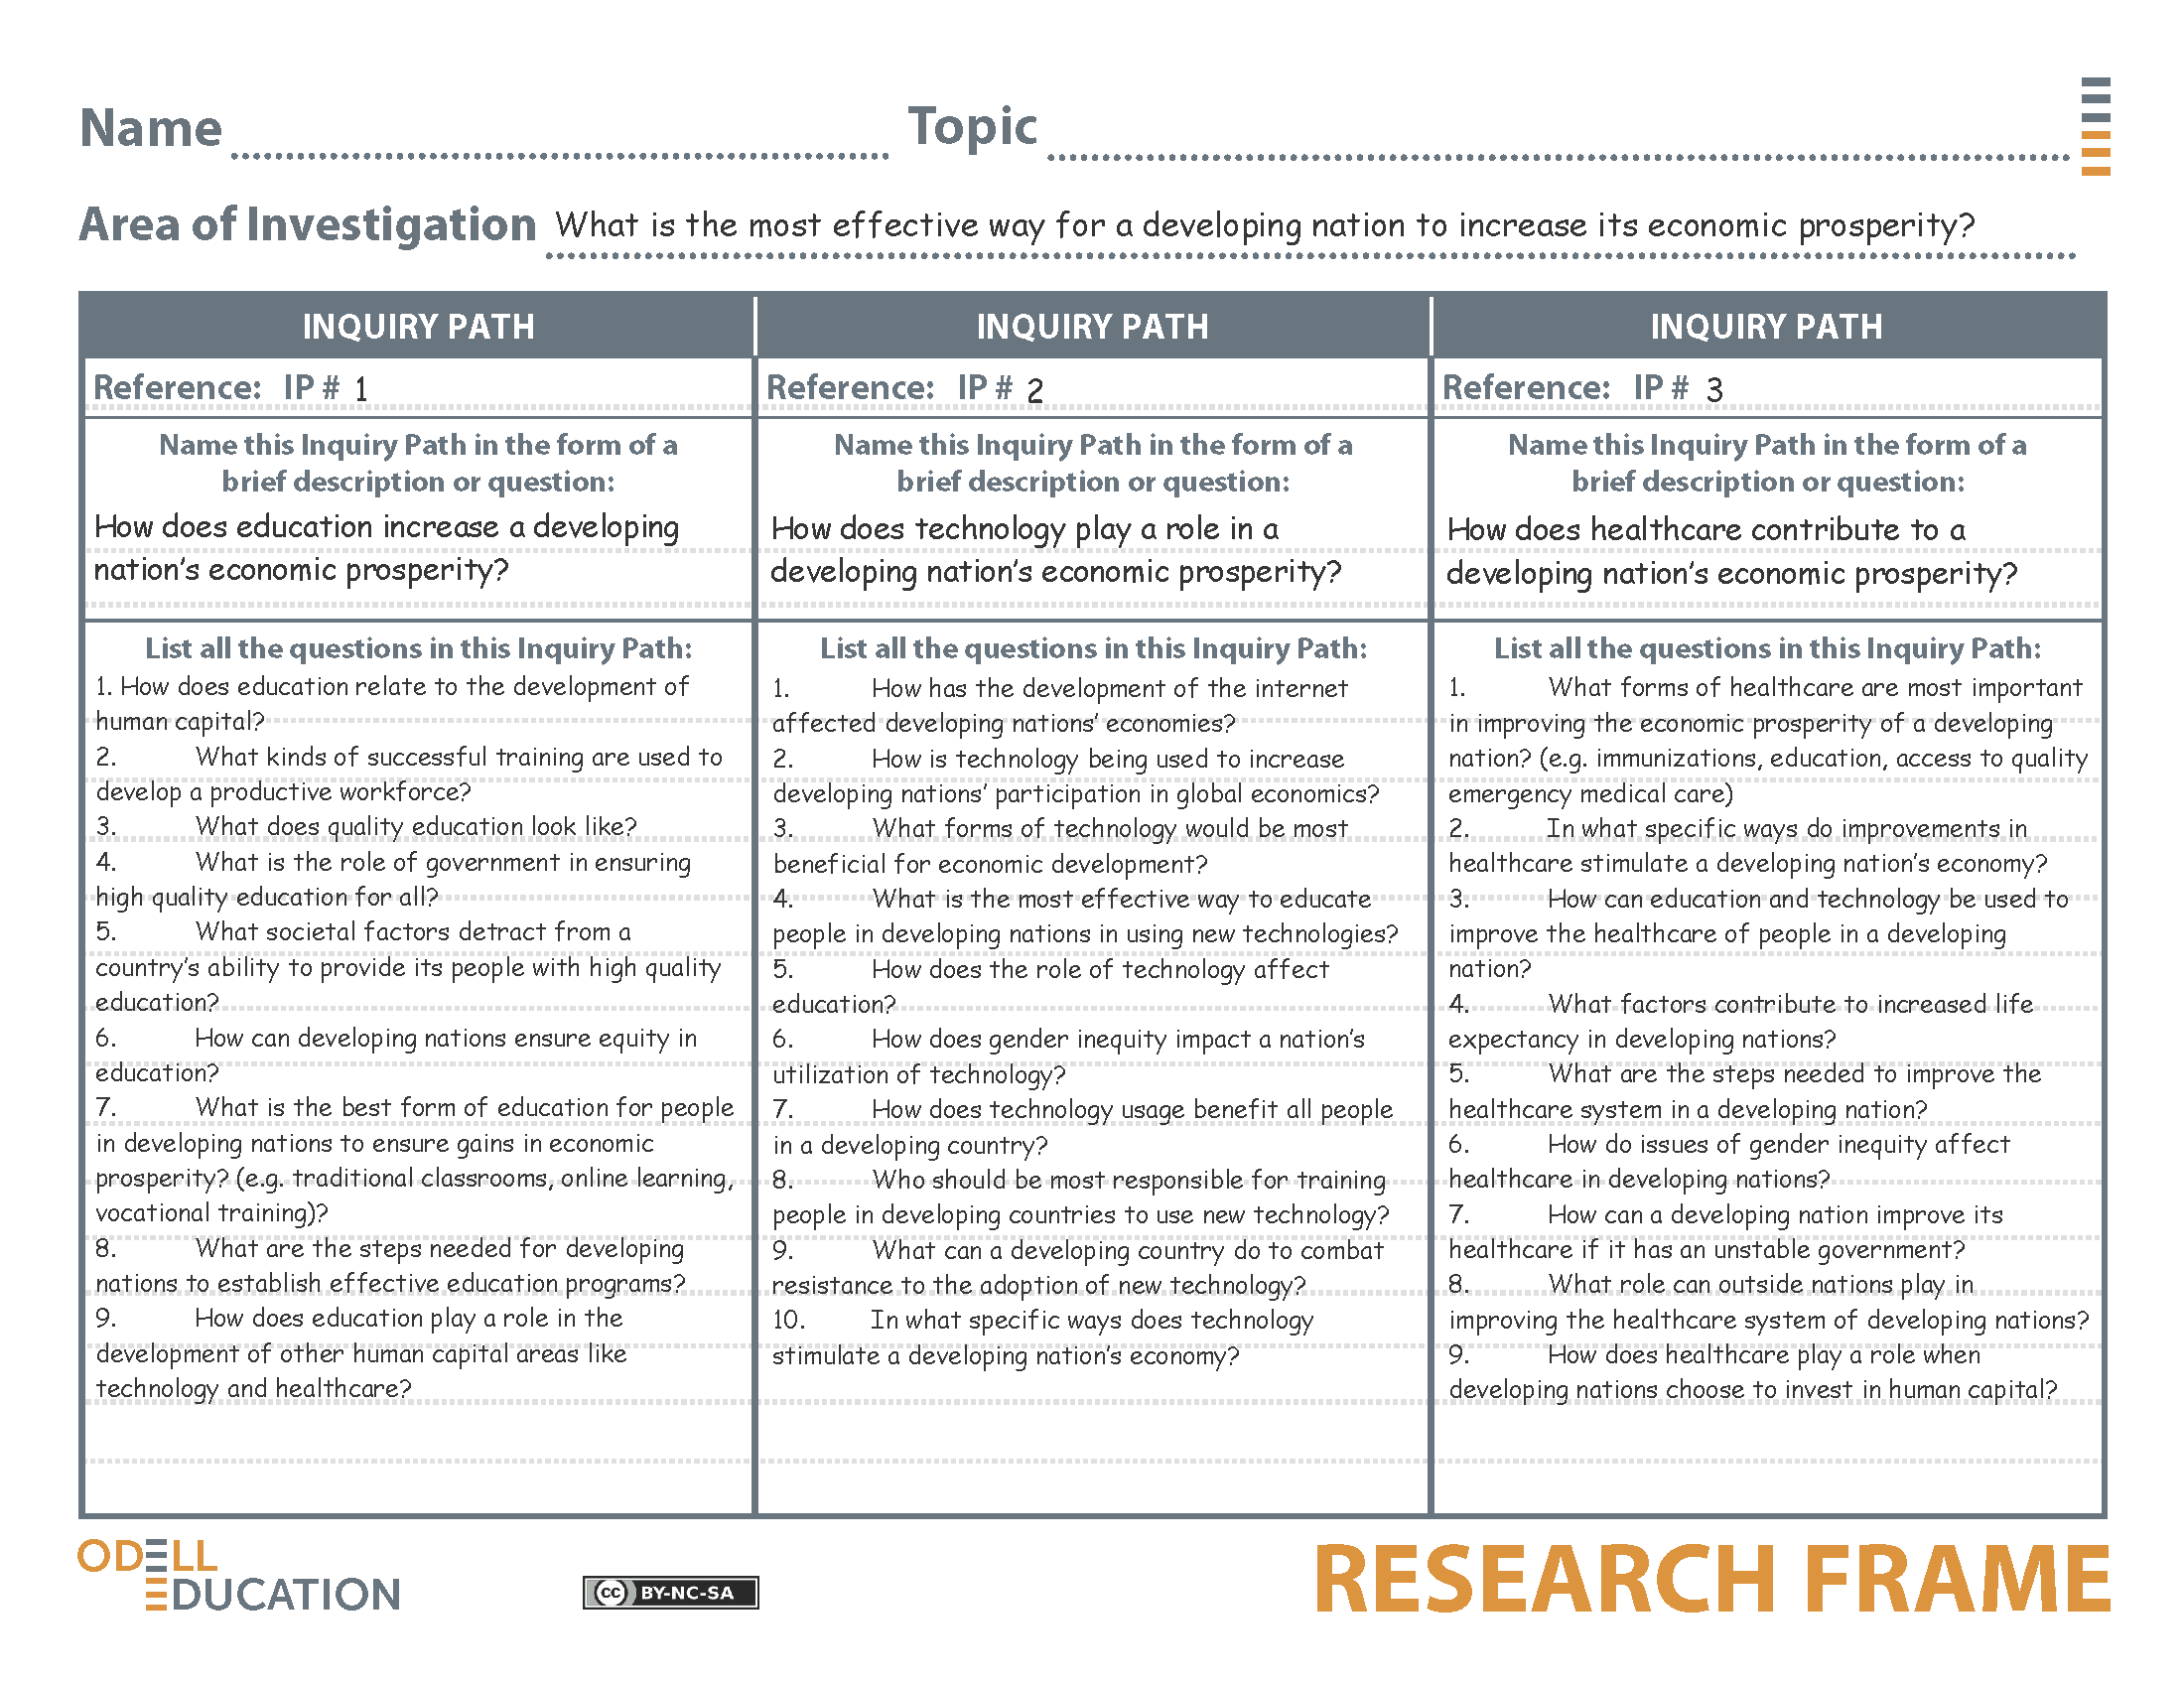 Name
Topic
Area of Investigation What is the most effective way for a developing nation to increase its economic prosperity?
INQUIRY PATH
Reference: IP # 1
Name this Inquiry Path in the form of a
brief description or question:
How does education increase a developing
nation's economic prosperity?
List all the questions in this Inquiry Path:
1. How does education relate to the development of
human capital?
2. What kinds of successful training are used to
develop a productive workforce?
3. What does quality education look like?
4. What is the role of government in ensuring
high quality education for all?
5. What societal factors detract from a
country's ability to provide its people with high quality
education?
6. How can developing nations ensure equity in
education?
7. What is the best form of education for people
in developing nations to ensure gains in economic
prosperity? (e.g. traditional classrooms, online learning,
vocational training)?
8. What are the steps needed for developing
nations to establish effective education programs?
9. How does education play a role in the
development of other human capital areas like
technology and healthcare?
INQUIRY PATH
Reference: IP # 2
Name this Inquiry Path in the form of a
brief description or question:
How does technology play a role in a
developing nation's economic prosperity?
List all the questions in this Inquiry Path:
1. How has the development of the internet
affected developing nations' economies?
2. How is technology being used to increase
developing nations' participation in global economics?
3. What forms of technology would be most
beneficial for economic development?
4. What is the most effective way to educate
people in developing nations in using new technologies?
5. How does the role of technology affect
education?
6. How does gender inequity impact a nation's
utilization of technology?
7. How does technology usage benefit all people
in a developing country?
8. Who should be most responsible for training
people in developing countries to use new technology?
9. What can a developing country do to combat
resistance to the adoption of new technology?
10. In what specific ways does technology
stimulate a developing nation's economy?
INQUIRY PATH
Reference: IP # 3
Name this Inquiry Path in the form of a
brief description or question:
How does healthcare contribute to a
developing nation's economic prosperity?
List all the questions in this Inquiry Path:
1. What forms of healthcare are most important
in improving the economic prosperity of a developing
nation? (e.g. immunizations, education, access to quality
emergency medical care)
2. In what specific ways do improvements in
healthcare stimulate a developing nation's economy?
3. How can education and technology be used to
improve the healthcare of people in a developing
nation?
4. What factors contribute to increased life
expectancy in developing nations?
5. What are the steps needed to improve the
healthcare system in a developing nation?
6. How do issues of gender inequity affect
healthcare in developing nations?
7. How can a developing nation improve its
healthcare if it has an unstable government?
8. What role can outside nations play in
improving the healthcare system of developing nations?
9. How does healthcare play a role when
developing nations choose to invest in human capital?
ODELL
EDUCATION
cc BY-NC-SA
RESEARCH FRAME